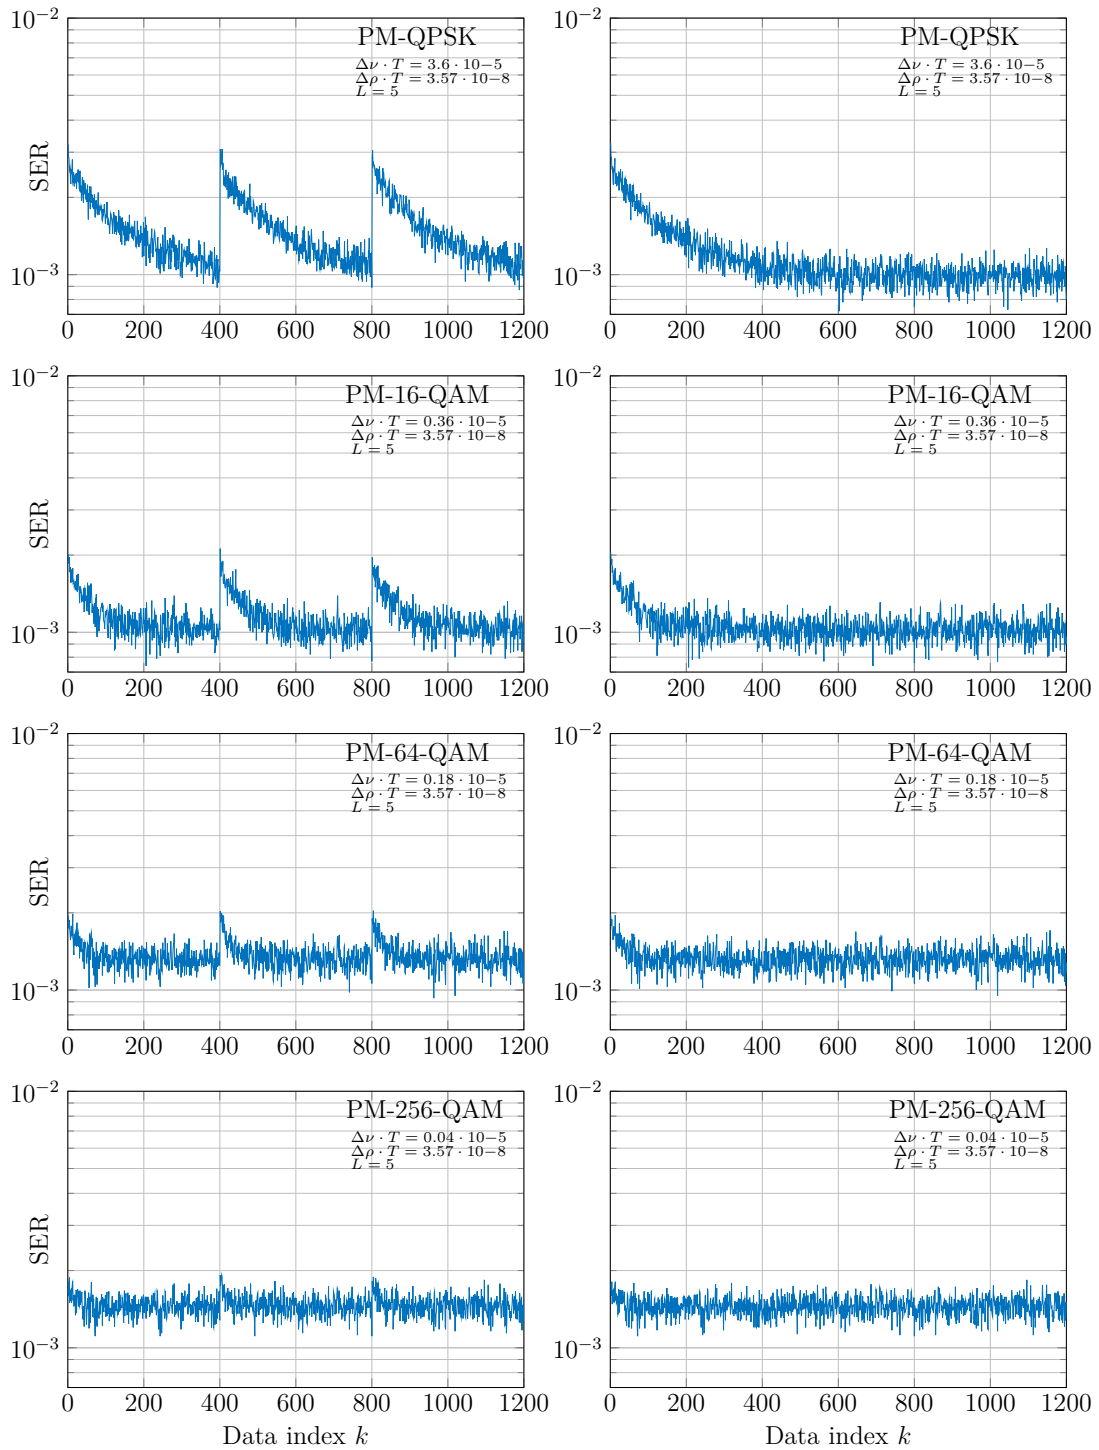 PM-QPSK
Δν · T = 3.6 · 10−5
Δρ · T = 3.57 · 10−8
L = 5
SER
10−2
10−3
0 200 400 600 800 1000 1200
PM-QPSK
Δν · T = 3.6 · 10−5
Δρ · T = 3.57 · 10−8
L = 5
10−2
10−3
0 200 400 600 800 1000 1200
PM-16-QAM
Δν · T = 0.36 · 10−5
Δρ · T = 3.57 · 10−8
L = 5
SER
10−2
10−3
0 200 400 600 800 1000 1200
PM-16-QAM
Δν · T = 0.36 · 10−5
Δρ · T = 3.57 · 10−8
L = 5
10−2
10−3
0 200 400 600 800 1000 1200
PM-64-QAM
Δν · T = 0.18 · 10−5
Δρ · T = 3.57 · 10−8
L = 5
SER
10−2
10−3
0 200 400 600 800 1000 1200
PM-64-QAM
Δν · T = 0.18 · 10−5
Δρ · T = 3.57 · 10−8
L = 5
10−2
10−3
0 200 400 600 800 1000 1200
PM-256-QAM
Δν · T = 0.04 · 10−5
Δρ · T = 3.57 · 10−8
L = 5
SER
10−2
10−3
0 200 400 600 800 1000 1200
Data index k
PM-256-QAM
Δν · T = 0.04 · 10−5
Δρ · T = 3.57 · 10−8
L = 5
10−2
10−3
0 200 400 600 800 1000 1200
Data index k